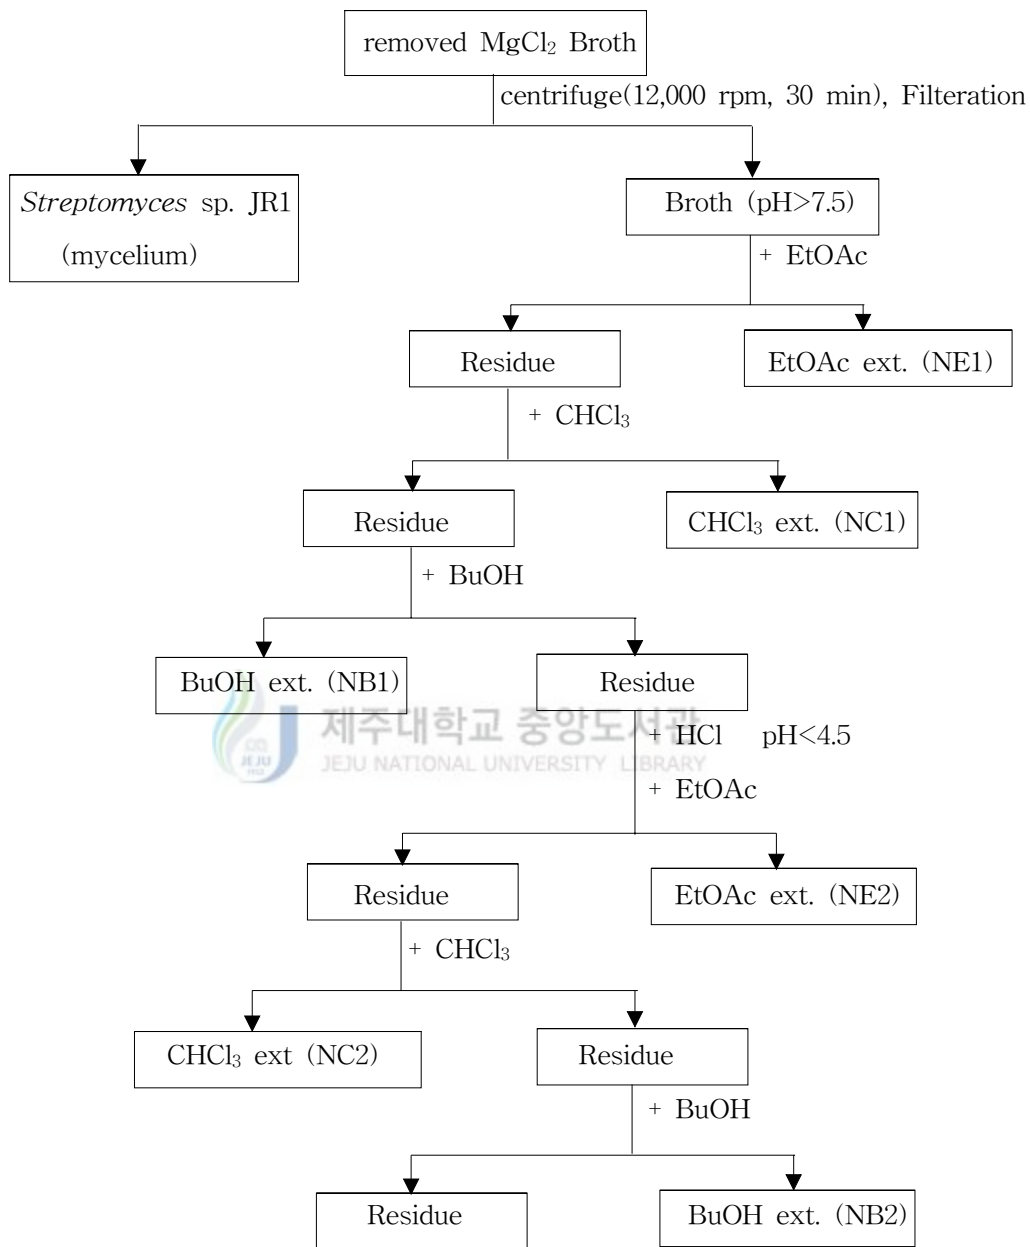 removed MgCl₂ Broth
centrifuge(12,000 rpm, 30 min), Filteration
Streptomyces sp. JR1
(mycelium)
Broth (pH>7.5)
+ EtOAc
Residue
EtOAc ext. (NE1)
+ CHCl₃
Residue
CHCl₃ ext. (NC1)
+ BuOH
BuOH ext. (NB1)
Residue
제주대학교 중앙도서관
JEJU NATIONAL UNIVERSITY LIBRARY
JEJU
1952
+ HCl pH<4.5
+ EtOAc
Residue
EtOAc ext. (NE2)
+ CHCl₃
CHCl₃ ext (NC2)
Residue
+ BuOH
Residue
BuOH ext. (NB2)